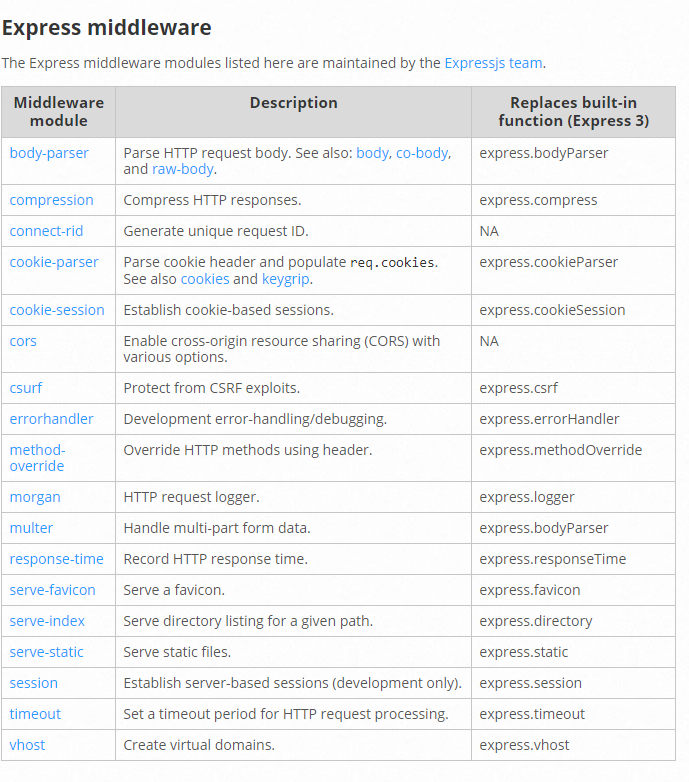 Express middleware
The Express middleware modules listed here are maintained by the Expressjs team.
Middleware module Description Replaces built-in function (Express 3)
body-parser Parse HTTP request body. See also: body, co-body, and raw-body. express.bodyParser
compression Compress HTTP responses. express.compress
connect-rid Generate unique request ID. NA
cookie-parser Parse cookie header and populate req.cookies. See also cookies and keygrip. express.cookieParser
cookie-session Establish cookie-based sessions. express.cookieSession
cors Enable cross-origin resource sharing (CORS) with various options. NA
csurf Protect from CSRF exploits. express.csrf
errorhandler Development error-handling/debugging. express.errorHandler
method-override Override HTTP methods using header. express.methodOverride
morgan HTTP request logger. express.logger
multer Handle multi-part form data. express.bodyParser
response-time Record HTTP response time. express.responseTime
serve-favicon Serve a favicon. express.favicon
serve-index Serve directory listing for a given path. express.directory
serve-static Serve static files. express.static
session Establish server-based sessions (development only). express.session
timeout Set a timeout period for HTTP request processing. express.timeout
vhost Create virtual domains. express.vhost